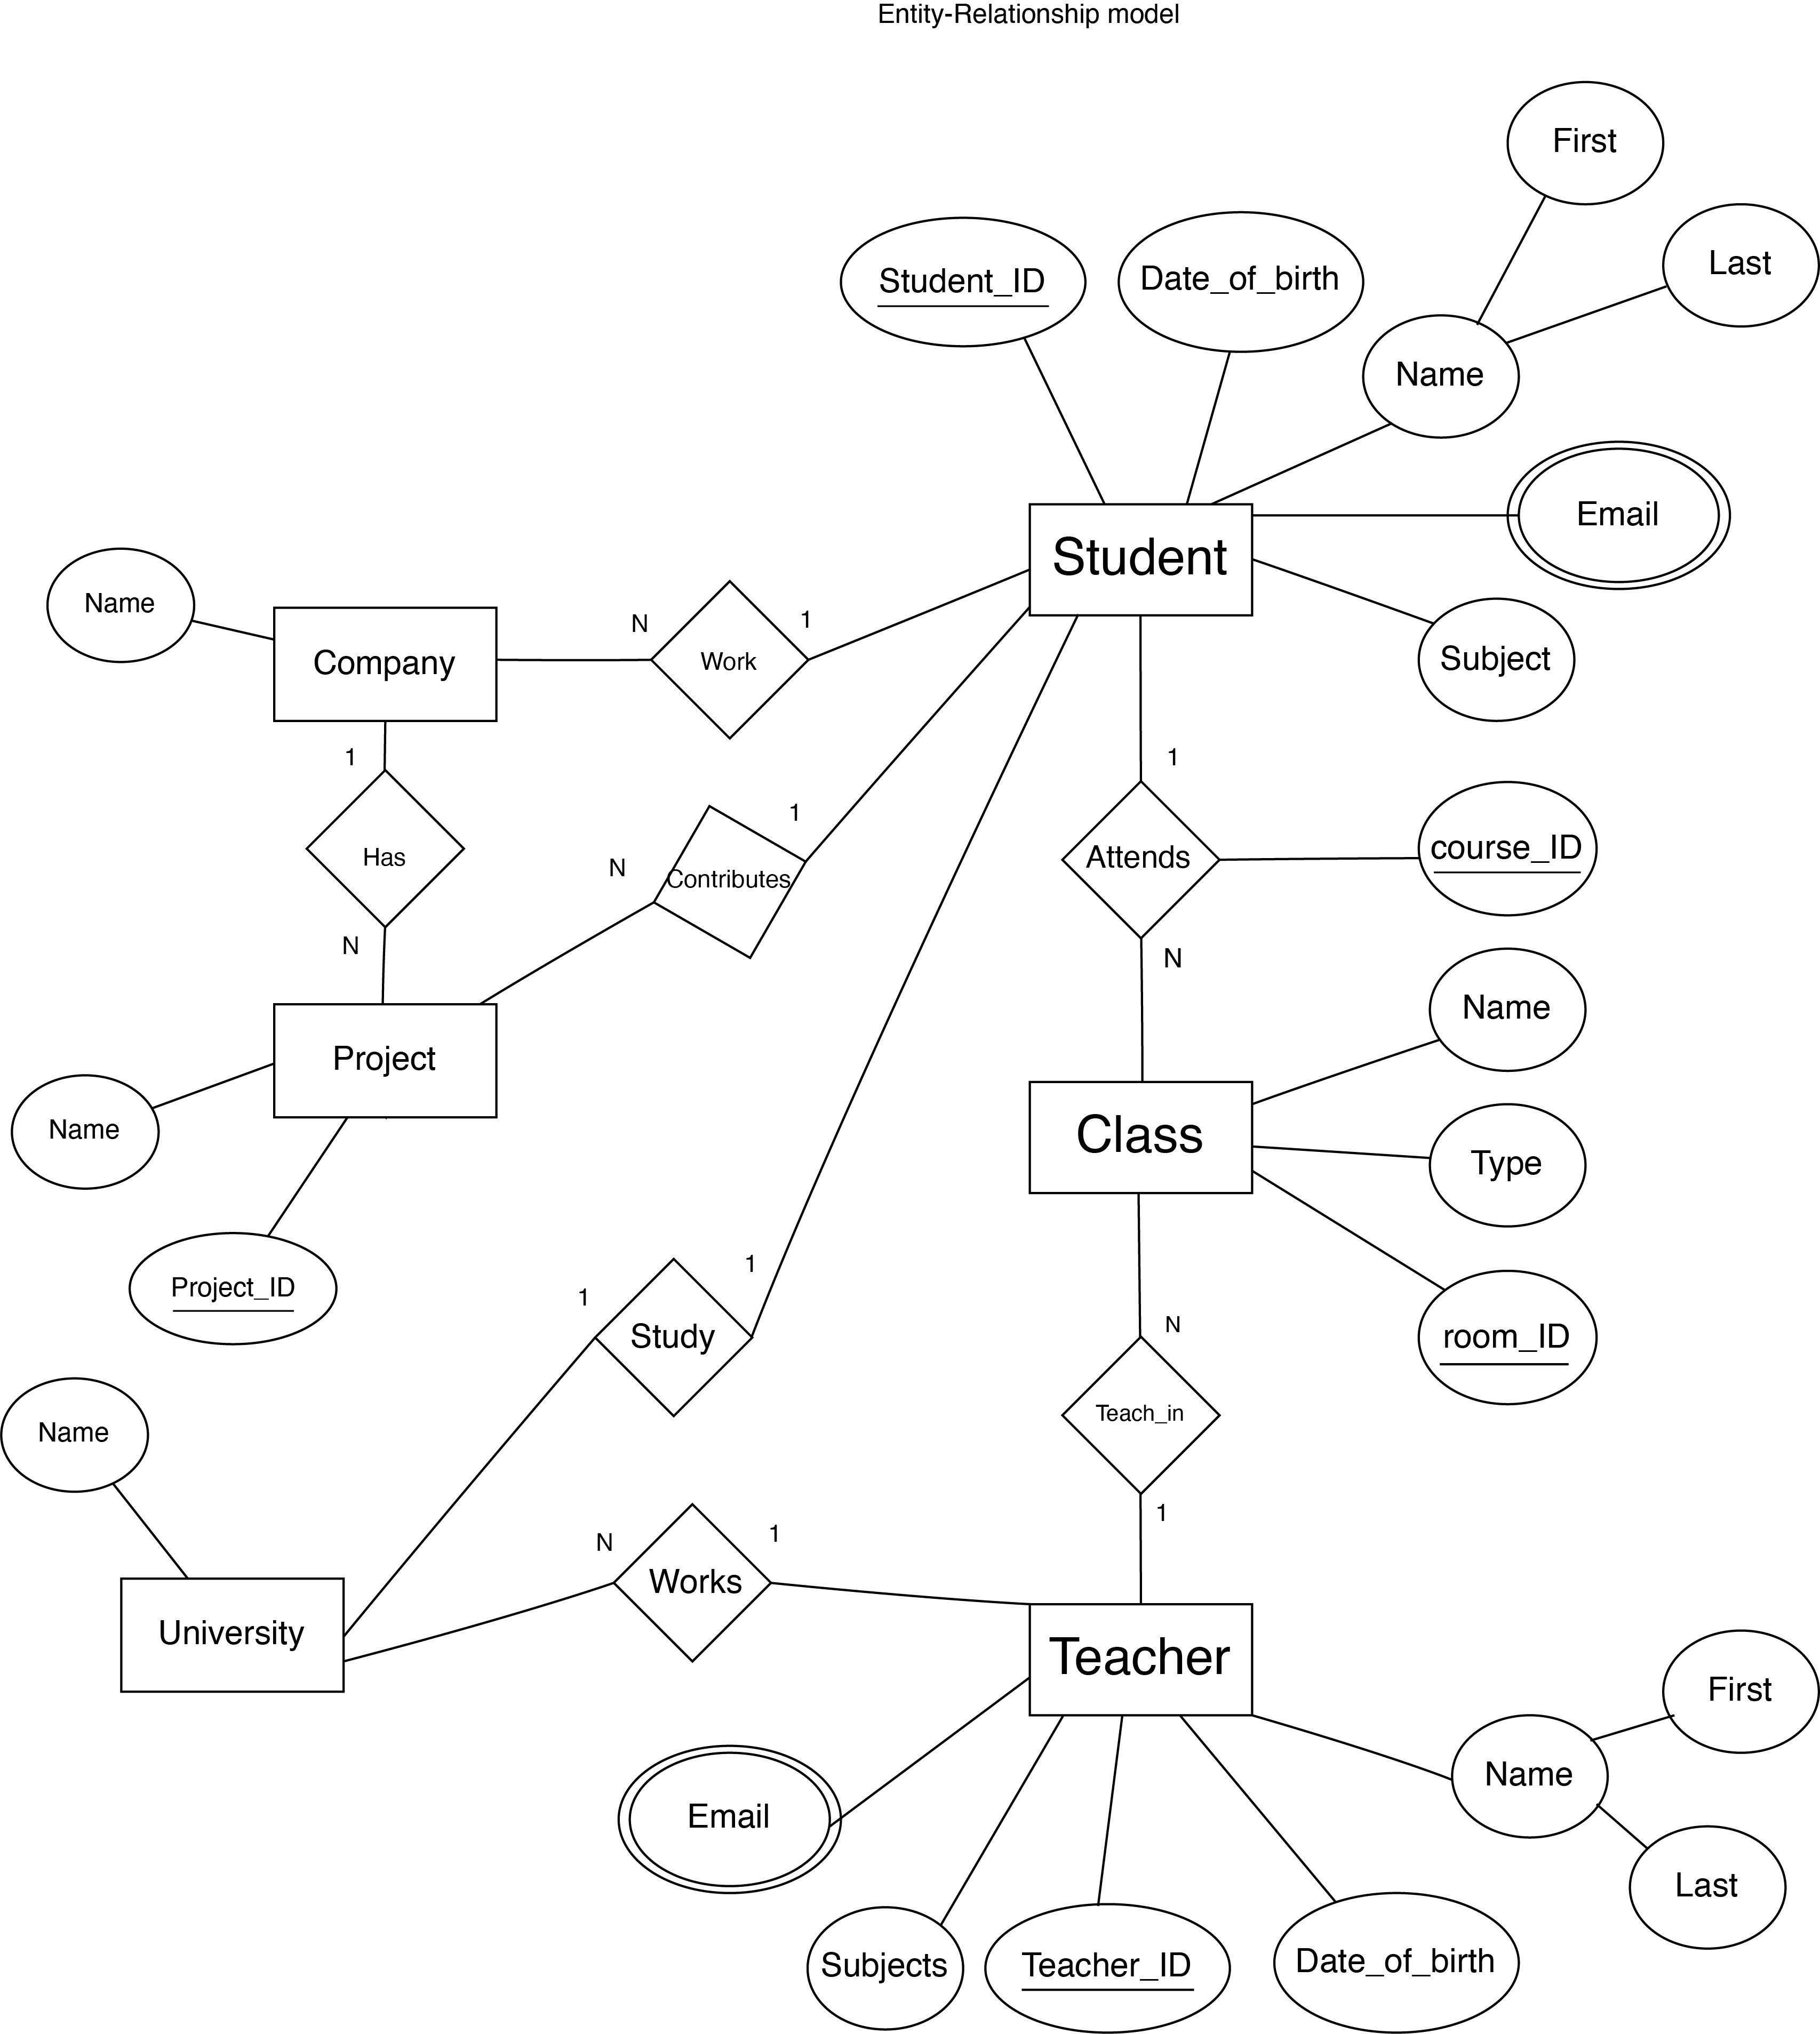 Entity-Relationship model
First
Last
Student_ID
Date_of_birth
Name
Email
Student
Subject
Name
Company
N
Work
1
1
Has
N
N
Contributes
1
1
Attends
course_ID
N
Name
Project
Name
Project_ID
Class
Type
room_ID
1
Study
1
N
Teach_in
1
Name
University
N
Works
1
Teacher
First
Name
Last
Email
Subjects
Teacher_ID
Date_of_birth